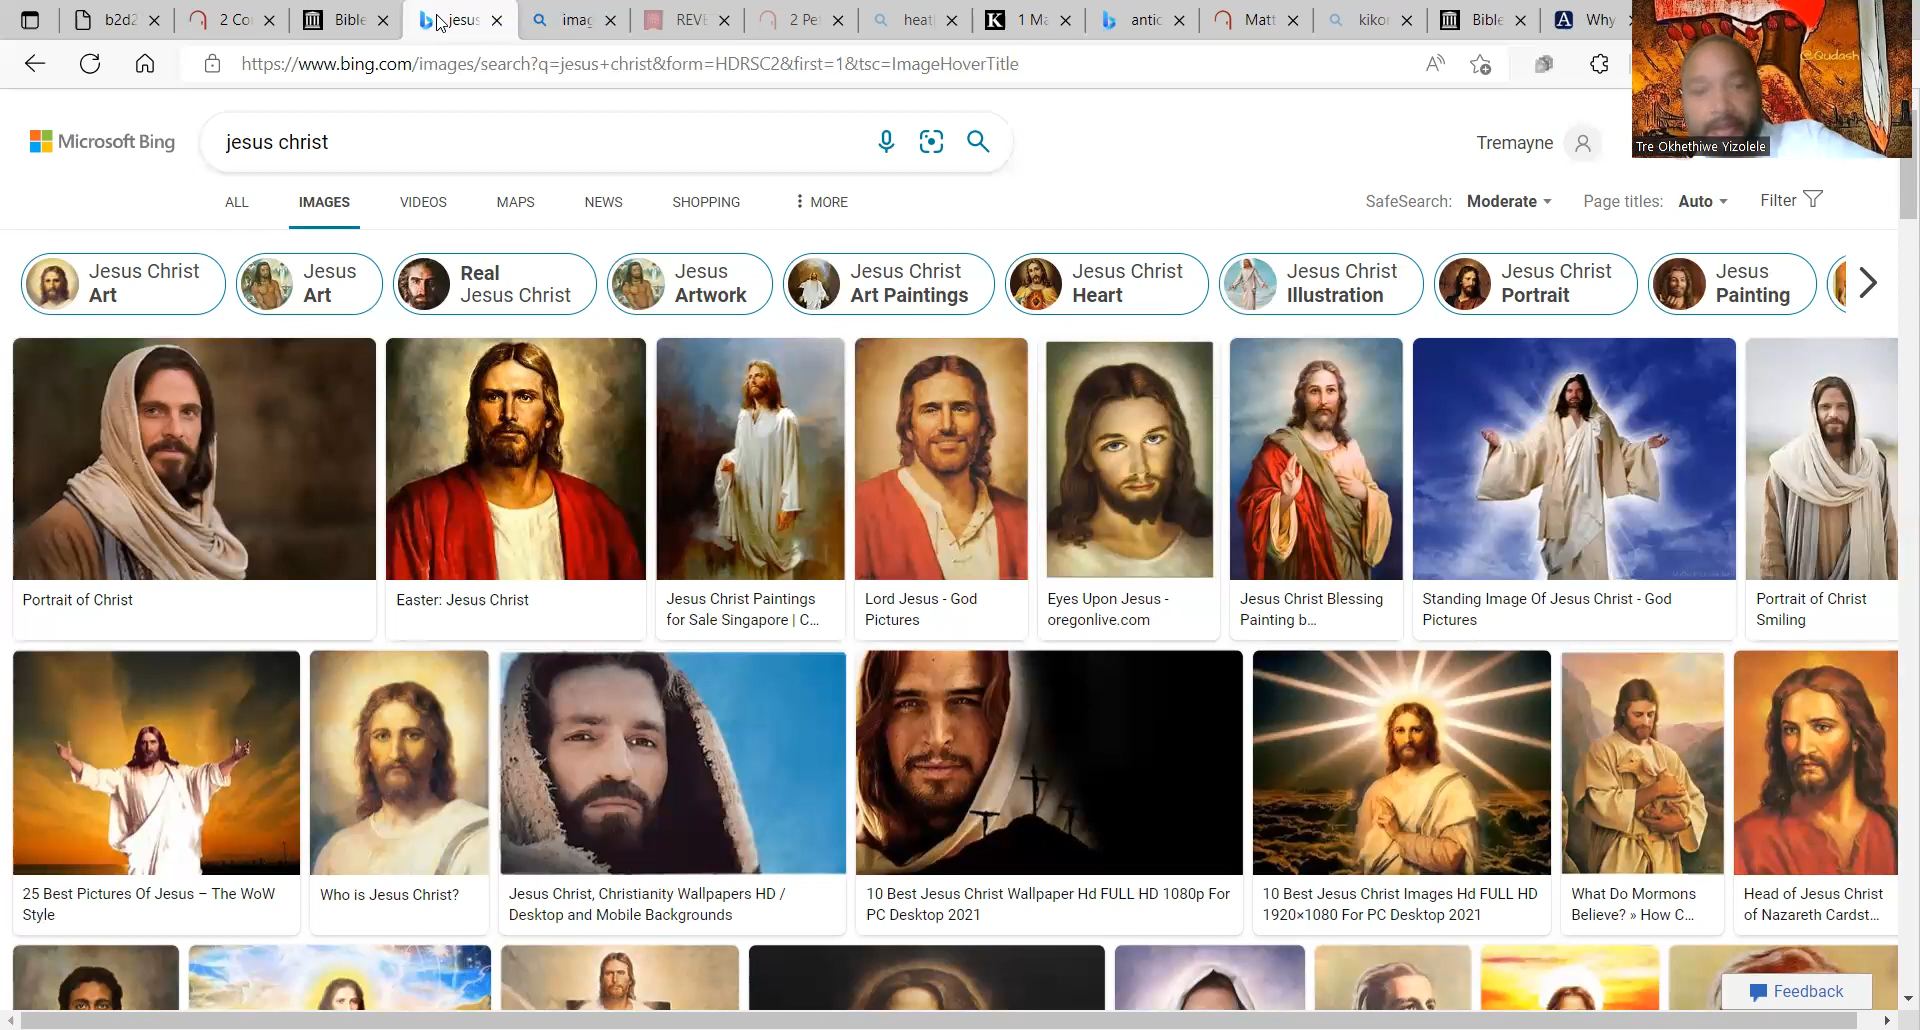 b2d2
2 Co
Bible
jesus
imag
REVE
2 Pe
heath
1 Ma
antic
Matt
kikon
Bible
Why
https://www.bing.com/images/search?q=jesus+christ&form=HDRSC2&first=1&tsc=ImageHoverTitle
@Qudash
Tre Okhethiwe Yizolele
Microsoft Bing
jesus christ
Tremayne
ALL
IMAGES
VIDEOS
MAPS
NEWS
SHOPPING
MORE
SafeSearch: Moderate
Page titles: Auto
Filter
Jesus Christ
Art
Jesus
Art
Real
Jesus Christ
Jesus
Artwork
Jesus Christ
Art Paintings
Jesus Christ
Heart
Jesus Christ
Illustration
Jesus Christ
Portrait
Jesus
Painting
Portrait of Christ
Easter: Jesus Christ
Jesus Christ Paintings
for Sale Singapore | C...
Lord Jesus - God
Pictures
Eyes Upon Jesus -
oregonlive.com
Jesus Christ Blessing
Painting b...
Standing Image Of Jesus Christ - God
Pictures
Portrait of Christ
Smiling
25 Best Pictures Of Jesus – The WoW
Style
Who is Jesus Christ?
Jesus Christ, Christianity Wallpapers HD /
Desktop and Mobile Backgrounds
10 Best Jesus Christ Wallpaper Hd FULL HD 1080p For
PC Desktop 2021
10 Best Jesus Christ Images Hd FULL HD
1920×1080 For PC Desktop 2021
What Do Mormons
Believe? » How C...
Head of Jesus Christ
of Nazareth Cardst...
Feedback